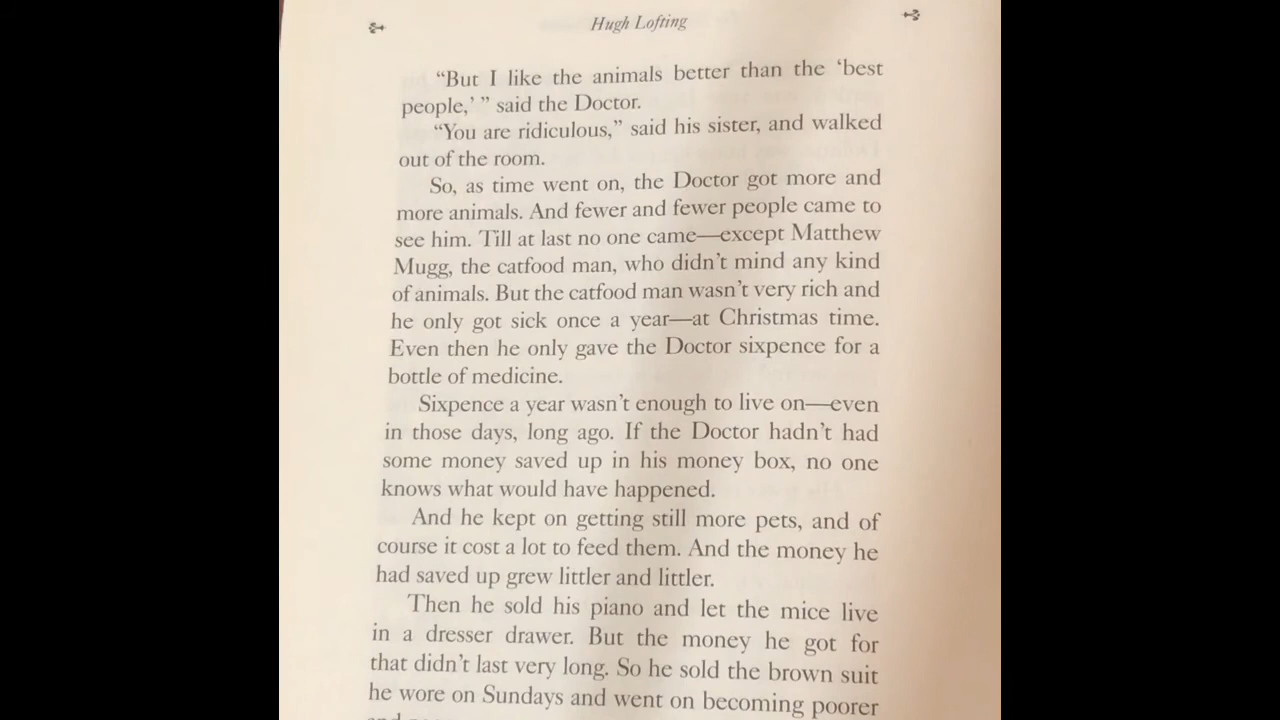 Hugh Lofting
“But I like the animals better than the ‘best
people,’ ” said the Doctor.
“You are ridiculous,” said his sister, and walked
out of the room.
So, as time went on, the Doctor got more and
more animals. And fewer and fewer people came to
see him. Till at last no one came—except Matthew
Mugg, the catfood man, who didn’t mind any kind
of animals. But the catfood man wasn’t very rich and
he only got sick once a year—at Christmas time.
Even then he only gave the Doctor sixpence for a
bottle of medicine.
Sixpence a year wasn’t enough to live on—even
in those days, long ago. If the Doctor hadn’t had
some money saved up in his money box, no one
knows what would have happened.
And he kept on getting still more pets, and of
course it cost a lot to feed them. And the money he
had saved up grew littler and littler.
Then he sold his piano and let the mice live
in a dresser drawer. But the money he got for
that didn’t last very long. So he sold the brown suit
he wore on Sundays and went on becoming poorer